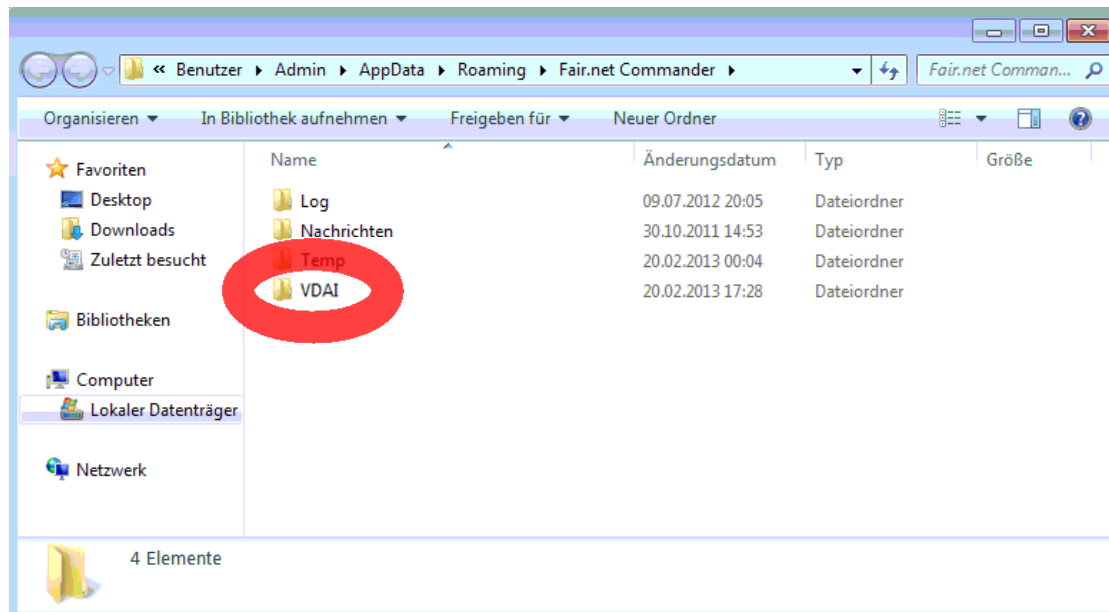 « Benutzer Admin AppData Roaming Fair.net Commander Fair.net Comman...
Organisieren In Bibliothek aufnehmen Freigeben für Neuer Ordner
Name Änderungsdatum Typ Größe
Favoriten
Desktop
Downloads
Zuletzt besucht
Bibliotheken
Computer
Lokaler Datenträger
Netzwerk
Log 09.07.2012 20:05 Dateiordner
Nachrichten 30.10.2011 14:53 Dateiordner
Temp 20.02.2013 00:04 Dateiordner
VDAI 20.02.2013 17:28 Dateiordner
4 Elemente